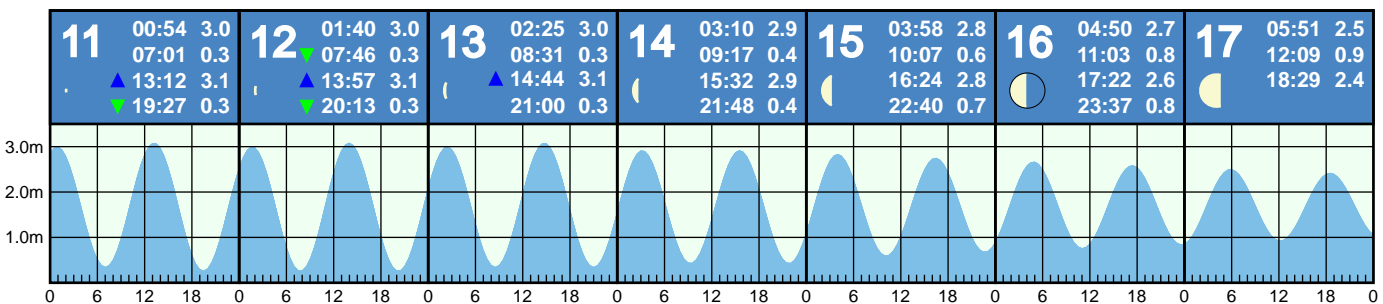 11 00:54 3.0
07:01 0.3
▲ 13:12 3.1
▼ 19:27 0.3
12 01:40 3.0
▼ 07:46 0.3
▲ 13:57 3.1
▼ 20:13 0.3
13 02:25 3.0
08:31 0.3
▲ 14:44 3.1
21:00 0.3
14 03:10 2.9
09:17 0.4
15:32 2.9
21:48 0.4
15 03:58 2.8
10:07 0.6
16:24 2.8
22:40 0.7
16 04:50 2.7
11:03 0.8
17:22 2.6
23:37 0.8
17 05:51 2.5
12:09 0.9
18:29 2.4
3.0m
2.0m
1.0m
0 6 12 18 0 6 12 18 0 6 12 18 0 6 12 18 0 6 12 18 0 6 12 18 0 6 12 18 0